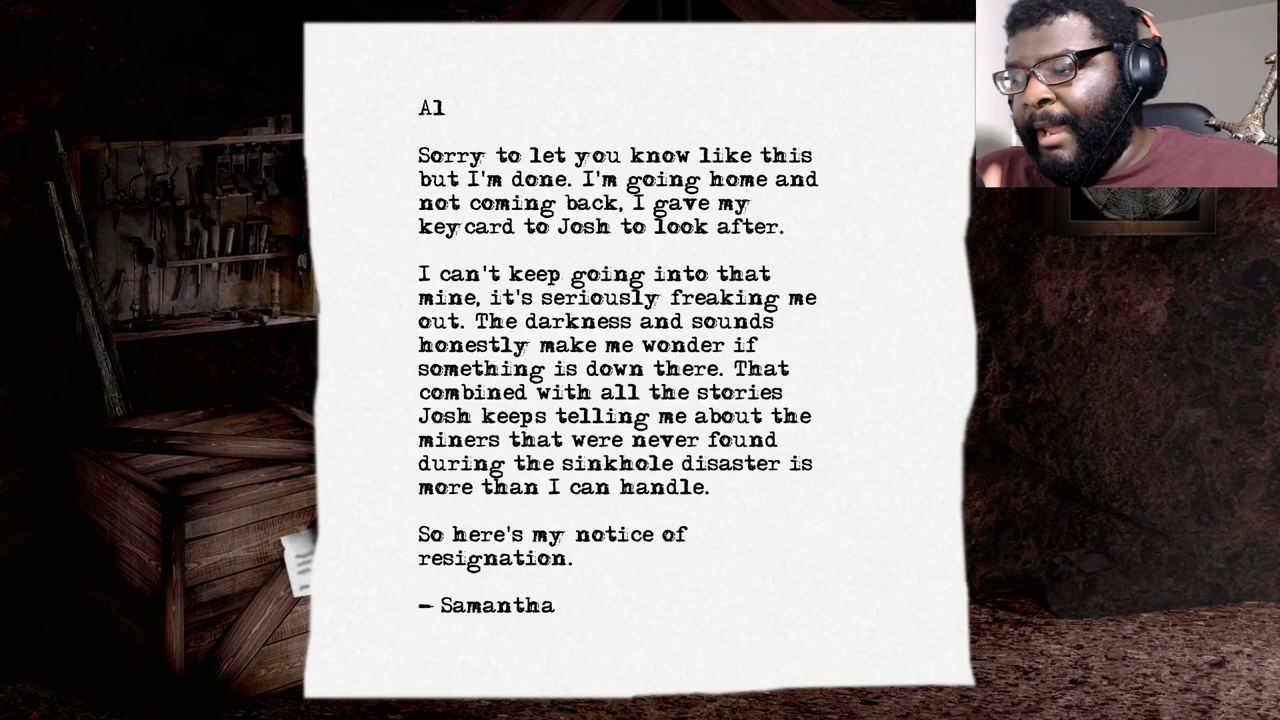 Al
Sorry to let you know like this
but I'm done. I'm going home and
not coming back, I gave my
keycard to Josh to look after.
I can't keep going into that
mine, it's seriously freaking me
out. The darkness and sounds
honestly make me wonder if
something is down there. That
combined with all the stories
Josh keeps telling me about the
miners that were never found
during the sinkhole disaster is
more than I can handle.
So here's my notice of
resignation.
— Samantha